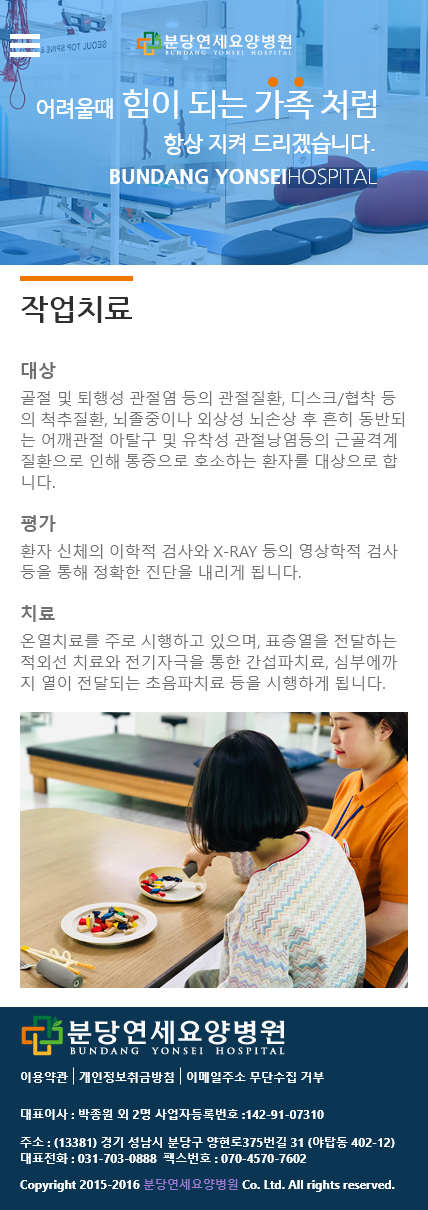 SEOUL TOP SPINE &
분당연세요양병원
BUNDANG YONSEI HOSPITAL
어려울때 힘이 되는 가족 처럼
항상 지켜 드리겠습니다.
BUNDANG YONSEIHOSPITAL
작업치료
대상
골절 및 퇴행성 관절염 등의 관절질환, 디스크/협착 등
의 척추질환, 뇌졸중이나 외상성 뇌손상 후 흔히 동반되
는 어깨관절 아탈구 및 유착성 관절낭염등의 근골격계
질환으로 인해 통증으로 호소하는 환자를 대상으로 합
니다.
평가
환자 신체의 이학적 검사와 X-RAY 등의 영상학적 검사
등을 통해 정확한 진단을 내리게 됩니다.
치료
온열치료를 주로 시행하고 있으며, 표층열을 전달하는
적외선 치료와 전기자극을 통한 간섭파치료, 심부에까
지 열이 전달되는 초음파치료 등을 시행하게 됩니다.
분당연세요양병원
BUNDANG YONSEI HOSPITAL
이용약관 | 개인정보취금방침 | 이메일주소 무단수집 거부
대표이사 : 박종원 외 2명 사업자등록번호 :142-91-07310
주소 : (13381) 경기 성남시 분당구 양현로375번길 31 (야탑동 402-12)
대표전화 : 031-703-0888 팩스번호 : 070-4570-7602
Copyright 2015-2016 분당연세요양병원 Co. Ltd. All rights reserved.